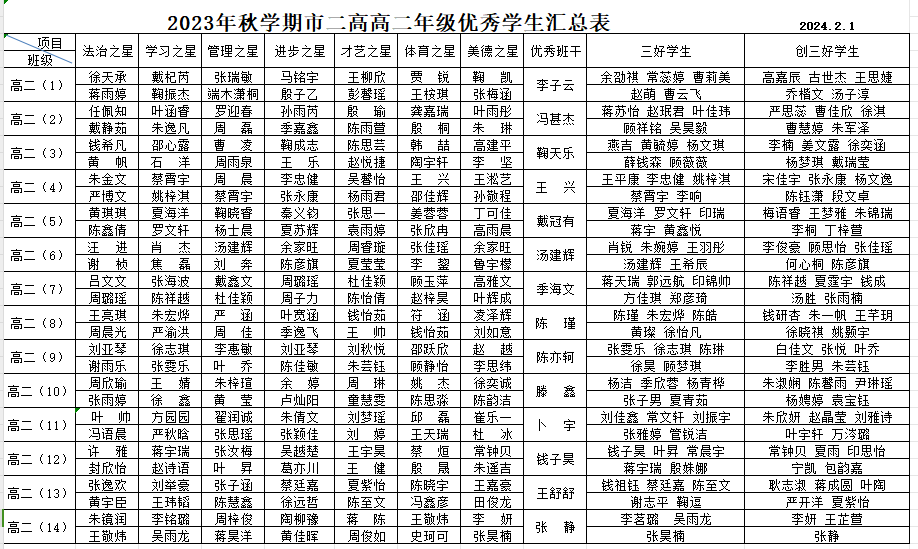 2023年秋学期市二高高二年级优秀学生汇总表 2024.2.1
项目 班级 法治之星 学习之星 管理之星 进步之星 才艺之星 体育之星 美德之星 优秀班干 三好学生 创三好学生
徐天承 戴杞芮 张瑞敏 马铭宇 王柳欣 贾 锐 鞠 凯 余劭祺 常蕊婷 曹莉美 高嘉辰 古世杰 王思婕
高二（1） 李子云
蒋雨婷 鞠振杰 端木潇桐 殷子乙 彭馨瑶 王桉琪 张梅涵 赵萌 曹云飞 乔楷文 汤子淳
任佩知 叶涵睿 罗迎春 孙雨芮 殷 瑜 龚嘉瑞 叶雨彤 蒋苏怡 赵珉君 叶佳玮 严思蕊 曹佳欣 徐淇
高二（2） 冯甚杰
戴静茹 朱逸凡 周 磊 季嘉鑫 陈雨萱 殷 桐 朱 琳 顾祥铭 吴昊毅 曹慧婷 朱军泽
钱希凡 邵心露 曹 凌 鞠成志 陈思芸 韩 喆 高建平 燕吉 黄毓婷 杨文琪 李楠 姜文露 徐奕涵
高二（3） 鞠天乐
黄 帆 石 洋 周雨泉 王 乐 赵悦捷 陶宇轩 李 坚 薛钱森 顾薇薇 杨梦琪 戴瑞莹
朱金文 蔡霄宇 周 晨 李忠健 吴馨怡 王 兴 王淞艺 王平康 李忠健 姚梓淇 宋佳宇 张永康 杨文逸
高二（4） 王 兴
严博文 姚梓淇 蔡霄宇 张永康 杨雨君 邵佳辉 孙敬程 蔡霄宇 李响 陈钰潇 段文卓
黄琪琪 夏海洋 鞠晓睿 秦义钧 张思一 姜蓉蓉 丁可佳 夏海洋 罗文轩 印瑞 梅语睿 王梦雅 朱锦瑞
高二（5） 戴冠有
陈鑫倩 罗文轩 杨士晨 夏苏辉 袁雨婷 张欣冉 高雨晨 蒋宇 黄鑫悦 李桐 丁梓萱
汪 进 肖 杰 汤建辉 余家旺 周睿璇 张佳瑶 余家旺 肖锐 朱婉婷 王羽彤 李俊豪 顾思怡 张佳瑶
高二（6） 汤建辉
谢 桢 焦 磊 刘 奔 陈彦旗 夏莹莹 李 鋆 鲁宇檬 汤建辉 王希辰 何心桐 陈彦旗
吕文文 张海波 戴鑫文 周璐瑶 杜佳颖 顾玉萍 高雅文 蒋天瑞 郭远航 印锦帅 陈祥越 夏霆宇 钱成
高二（7） 季海文
周璐瑶 陈祥越 杜佳颖 周子力 陈怡倩 赵梓昊 叶辉成 方佳琪 郑彦琦 汤胜 张雨楠
王亮琪 朱宏烨 严 涵 叶宽涵 钱怡茹 符 涵 凌泽辉 陈瑾 朱宏烨 陈皓 钱研杏 朱一帆 王芊玥
高二（8） 陈 瑾
周晨光 严渝洪 周 佳 季逸飞 王 帅 钱怡茹 刘如意 黄璨 徐怡凡 徐晓祺 姚颢宇
刘亚琴 徐志琪 李惠敏 刘亚琴 刘秋悦 邵跃欣 赵 越 张雯乐 徐志琪 陈琳 白佳文 张悦 叶乔
高二（9） 陈亦轲
谢雨乐 张雯乐 叶 乔 陈佳敏 朱芸钰 顾静怡 李思纬 徐昊 顾梦琪 李胜男 朱芸钰
周欣瑜 王 婧 朱梓瑄 余 婷 周 琳 姚 杰 徐奕诚 杨洁 季欣蓉 杨青桦 朱淑娴 陈馨雨 尹琳瑶
高二（10） 滕 鑫
张雨婷 徐 鑫 黄 莹 卢灿阳 童慧雯 陈思淼 陈韵洁 张子男 夏青茹 杨娉婷 袁宝钰
叶 帅 方园园 翟润诚 朱倩文 刘梦瑶 邱 磊 崔乐一 刘佳鑫 常文轩 刘振宇 朱欣妍 赵晶莹 刘雅诗
高二（11） 卜 宇
冯语晨 严秋晗 张思瑶 张颖佳 刘 婷 王天瑞 杜 冰 张雅婷 管锐洁 叶宇轩 万涔璐
许 雅 蒋宇瑞 张汝梅 吴越楚 王宇昊 蔡 烜 常钟贝 钱子昊 叶昇 常晨宇 常钟贝 夏雨 印思怡
高二（12） 钱子昊
封欣怡 赵诗语 叶 昇 葛亦川 王 健 殷 晟 朱遥吉 蒋宇瑞 殷姝娜 宁凯 包韵嘉
张逸欢 刘举豪 张子涵 蔡廷嘉 夏紫怡 陈晓宇 王嘉豪 钱祖钰 蔡廷嘉 陈至文 耿志淑 蒋成圆 叶陶
高二（13） 王舒舒
黄宇臣 王玮韬 陈慧鑫 徐远哲 陈至文 冯鑫彦 田俊龙 谢志平 鞠逗 严开洋 夏紫怡
朱镜润 李铭璐 周梓俊 陶柳豫 蒋 陈 王敬炜 李 妍 李茗璐 吴雨龙 李妍 王芷萱
高二（14） 张 静
王敬炜 吴雨龙 蒋昊洋 黄佳晖 周俊如 史珂可 张昊楠 张昊楠 张静